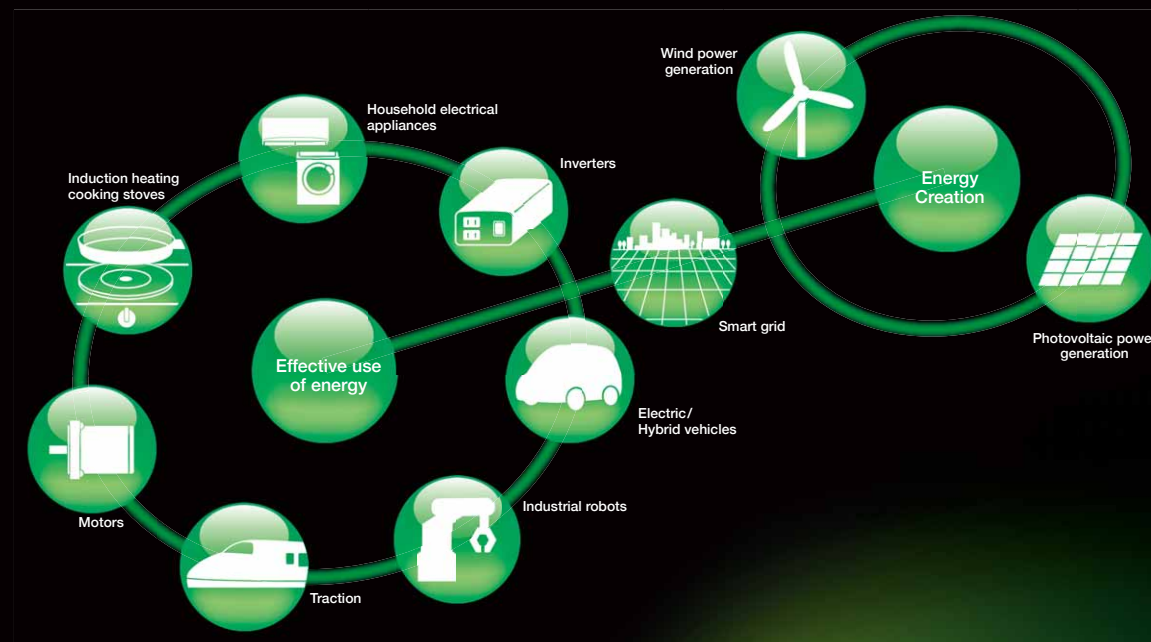 Wind power
generation
Household electrical
appliances
Inverters
Energy
Creation
Induction heating
cooking stoves
Smart grid
Photovoltaic powe
generation
Effective use
of energy
Electric/
Hybrid vehicles
Industrial robots
Motors
Traction